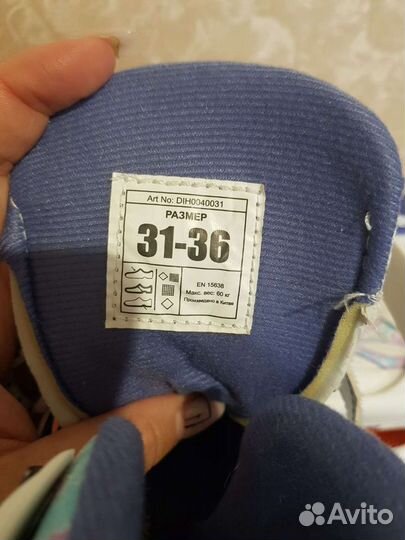 Art No: DIH0040031
РАЗМЕР
31-36
EN 15638
Макс. вес: 60 кг
Произведено в Китае
Avito